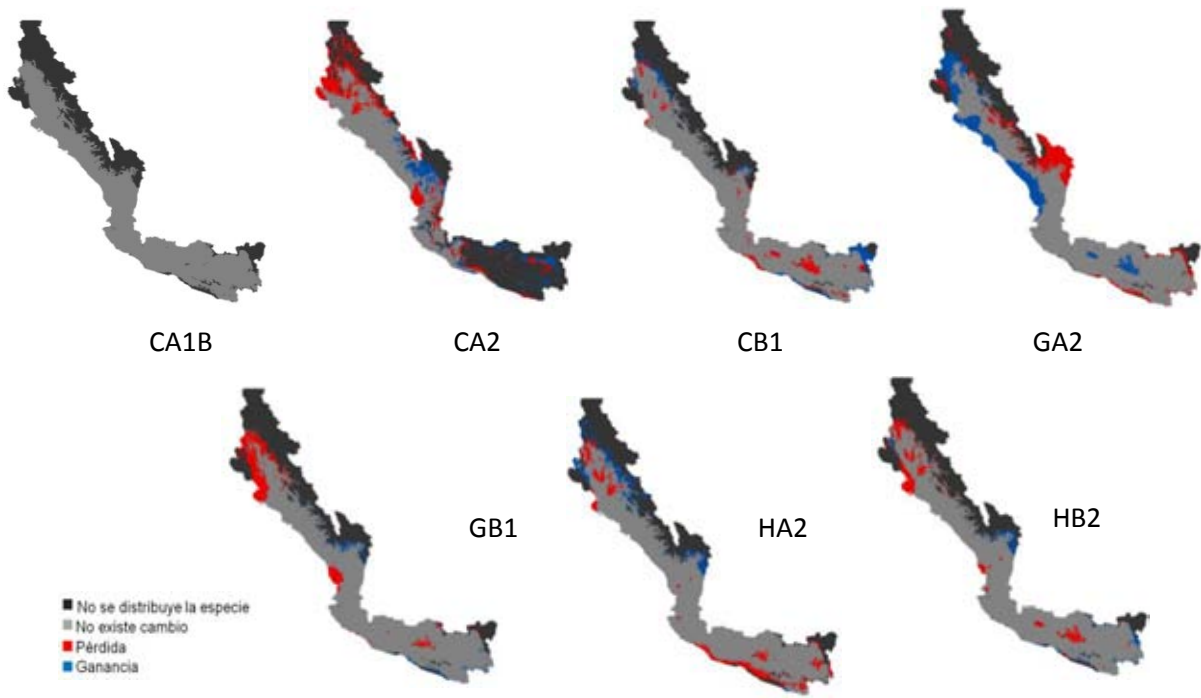 CA1B
CA2
CB1
GA2
GB1
HA2
HB2
No se distribuye la especie
No existe cambio
Pérdida
Ganancia